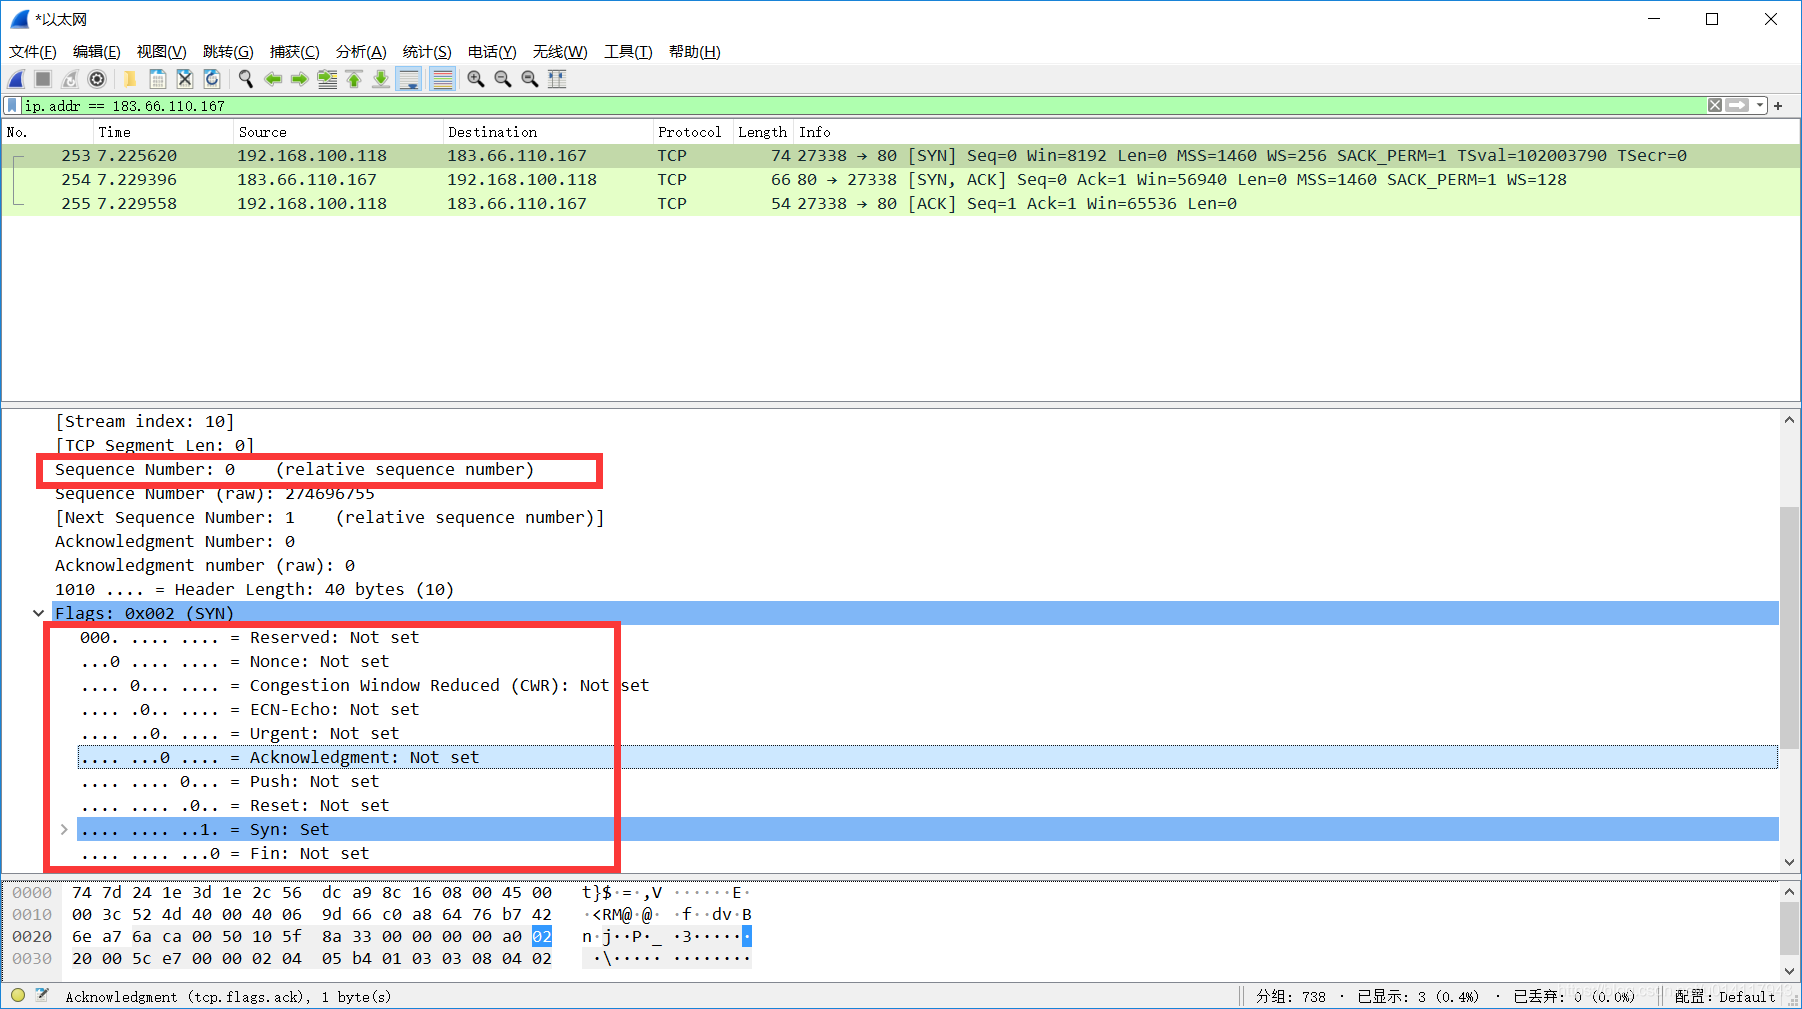 *以太网
文件(F) 编辑(E) 视图(V) 跳转(G) 捕获(C) 分析(A) 统计(S) 电话(Y) 无线(W) 工具(T) 帮助(H)
ip.addr == 183.66.110.167
No. Time Source Destination Protocol Length Info
253 7.225620 192.168.100.118 183.66.110.167 TCP 74 27338 → 80 [SYN] Seq=0 Win=8192 Len=0 MSS=1460 WS=256 SACK_PERM=1 TSval=102003790 TSecr=0
254 7.229396 183.66.110.167 192.168.100.118 TCP 66 80 → 27338 [SYN, ACK] Seq=0 Ack=1 Win=56940 Len=0 MSS=1460 SACK_PERM=1 WS=128
255 7.229558 192.168.100.118 183.66.110.167 TCP 54 27338 → 80 [ACK] Seq=1 Ack=1 Win=65536 Len=0
[Stream index: 10]
[TCP Segment Len: 0]
Sequence Number: 0    (relative sequence number)
Sequence Number (raw): 274696755
[Next Sequence Number: 1    (relative sequence number)]
Acknowledgment Number: 0
Acknowledgment number (raw): 0
1010 .... = Header Length: 40 bytes (10)
Flags: 0x002 (SYN)
000. .... .... = Reserved: Not set
...0 .... .... = Nonce: Not set
.... 0... .... = Congestion Window Reduced (CWR): Not set
.... .0.. .... = ECN-Echo: Not set
.... ..0. .... = Urgent: Not set
.... ...0 .... = Acknowledgment: Not set
.... .... 0... = Push: Not set
.... .... .0.. = Reset: Not set
.... .... ..1. = Syn: Set
.... .... ...0 = Fin: Not set
0000 74 7d 24 1e 3d 1e 2c 56 dc a9 8c 16 08 00 45 00 t}$·=·,V ······E·
0010 00 3c 52 4d 40 00 40 06 9d 66 c0 a8 64 76 b7 42 ·<RM@·@· ·f··dv·B
0020 6e a7 6a ca 00 50 10 5f 8a 33 00 00 00 00 a0 02 n·j··P·_ ·3······
0030 20 00 5c e7 00 00 02 04 05 b4 01 03 03 08 04 02 ·\····· ········
Acknowledgment (tcp.flags.ack), 1 byte(s)
分组: 738 · 已显示: 3 (0.4%) · 已丢弃: 0 (0.0%)
配置: Default